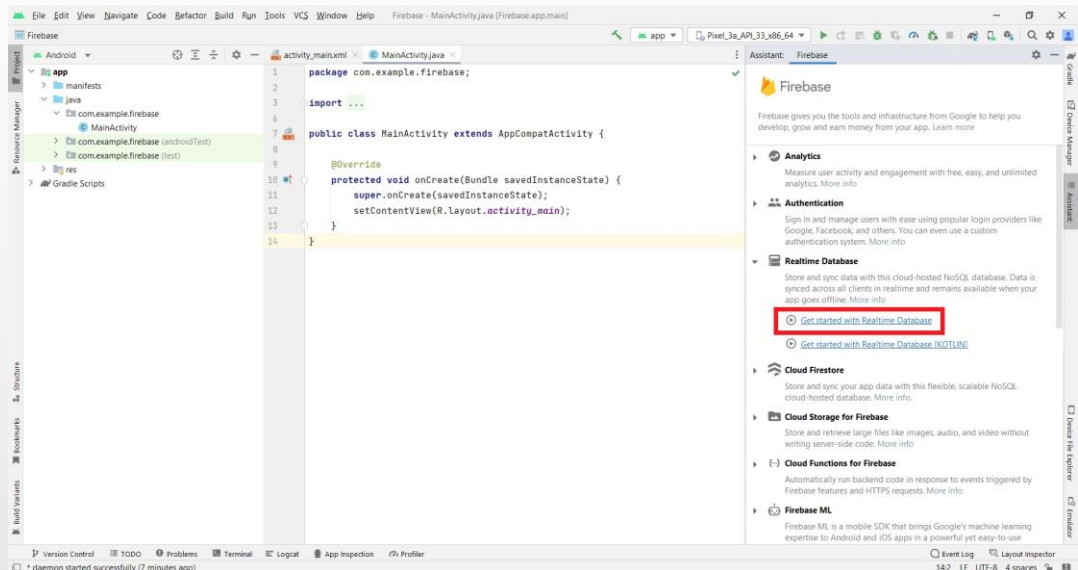 File Edit View Navigate Code Refactor Build Run Tools VCS Window Help Firebase - MainActivity.java [Firebase.app.main]
Firebase
app
Pixel_3a_API_33_x86_64
Android
activity_main.xml
MainActivity.java
Assistant: Firebase
Project
Resource Manager
Structure
Bookmarks
Build Variants
app
manifests
java
com.example.firebase
MainActivity
com.example.firebase (androidTest)
com.example.firebase (test)
res
Gradle Scripts
1 package com.example.firebase;
2
3 import ...
6
7 public class MainActivity extends AppCompatActivity {
8
9 @Override
10 protected void onCreate(Bundle savedInstanceState) {
11 super.onCreate(savedInstanceState);
12 setContentView(R.layout.activity_main);
13 }
14 }
Firebase
Firebase gives you the tools and infrastructure from Google to help you
develop, grow and earn money from your app. Learn more
Analytics
Measure user activity and engagement with free, easy, and unlimited
analytics. More info
Authentication
Sign in and manage users with ease using popular login providers like
Google, Facebook, and others. You can even use a custom
authentication system. More info
Realtime Database
Store and sync data with this cloud-hosted NoSQL database. Data is
synced across all clients in realtime and remains available when your
app goes offline. More info
Get started with Realtime Database
Get started with Realtime Database [KOTLIN]
Cloud Firestore
Store and sync your app data with this flexible, scalable NoSQL
cloud-hosted database. More info.
Cloud Storage for Firebase
Store and retrieve large files like images, audio, and video without
writing server-side code. More info
Cloud Functions for Firebase
Automatically run backend code in response to events triggered by
Firebase features and HTTPS requests. More info
Firebase ML
Firebase ML is a mobile SDK that brings Google's machine learning
expertise to Android and iOS apps in a powerful yet easy-to-use
Gradle
Device Manager
Assistant:
Device File Explorer
Emulator
Version Control TODO Problems Terminal Logcat App Inspection Profiler
Event Log Layout Inspector
* daemon started successfully (7 minutes ago)
14:2 LF UTF-8 4 spaces